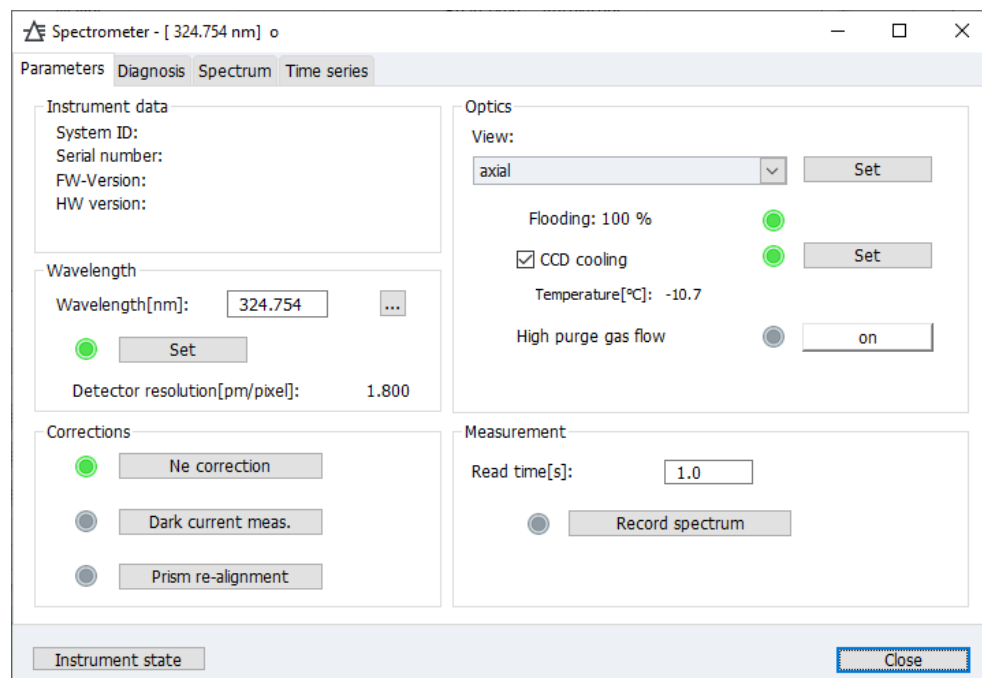 Spectrometer - [ 324.754 nm] o
Parameters Diagnosis Spectrum Time series
Instrument data
System ID:
Serial number:
FW-Version:
HW version:
Wavelength
Wavelength[nm]: 324.754 ...
Set
Detector resolution[pm/pixel]: 1.800
Corrections
Ne correction
Dark current meas.
Prism re-alignment
Optics
View:
axial Set
Flooding: 100 %
CCD cooling Set
Temperature[°C]: -10.7
High purge gas flow on
Measurement
Read time[s]: 1.0
Record spectrum
Instrument state Close